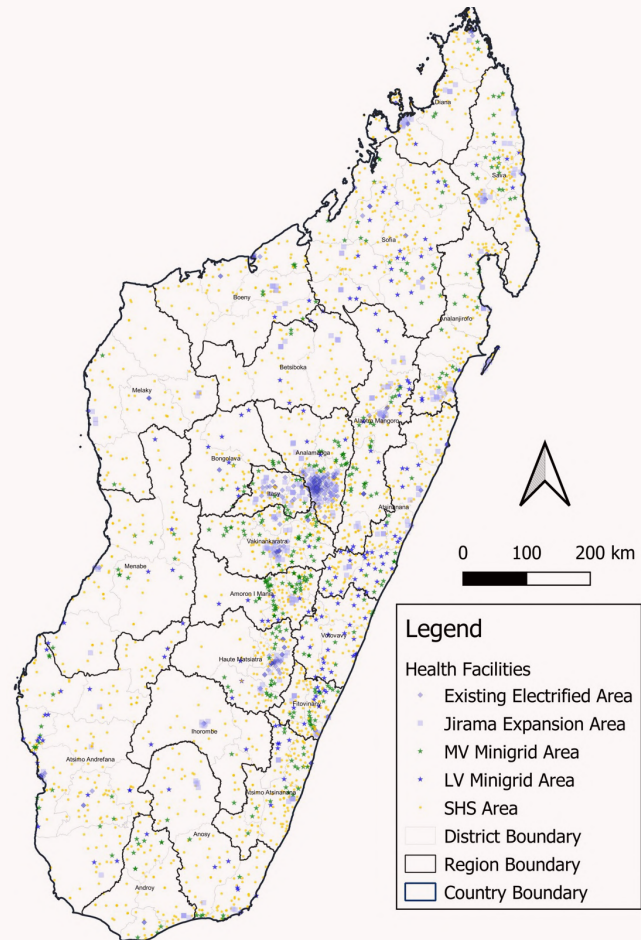 Diana
Sava
Sofia
Analanjirofo
Boeny
Betsiboka
Melaky
Alaotra Mangoro
Analamanga
Bongolava
Itasy
Atsinanana
Vakinankaratra
Menabe
Amoron I Mania
Vatovavy
Haute Matsiatra
Fitovinany
Ihorombe
Atsimo Andrefana
Atsimo Atsinanana
Anosy
Androy
0 100 200 km
Legend
Health Facilities
Existing Electrified Area
Jirama Expansion Area
MV Minigrid Area
LV Minigrid Area
SHS Area
District Boundary
Region Boundary
Country Boundary